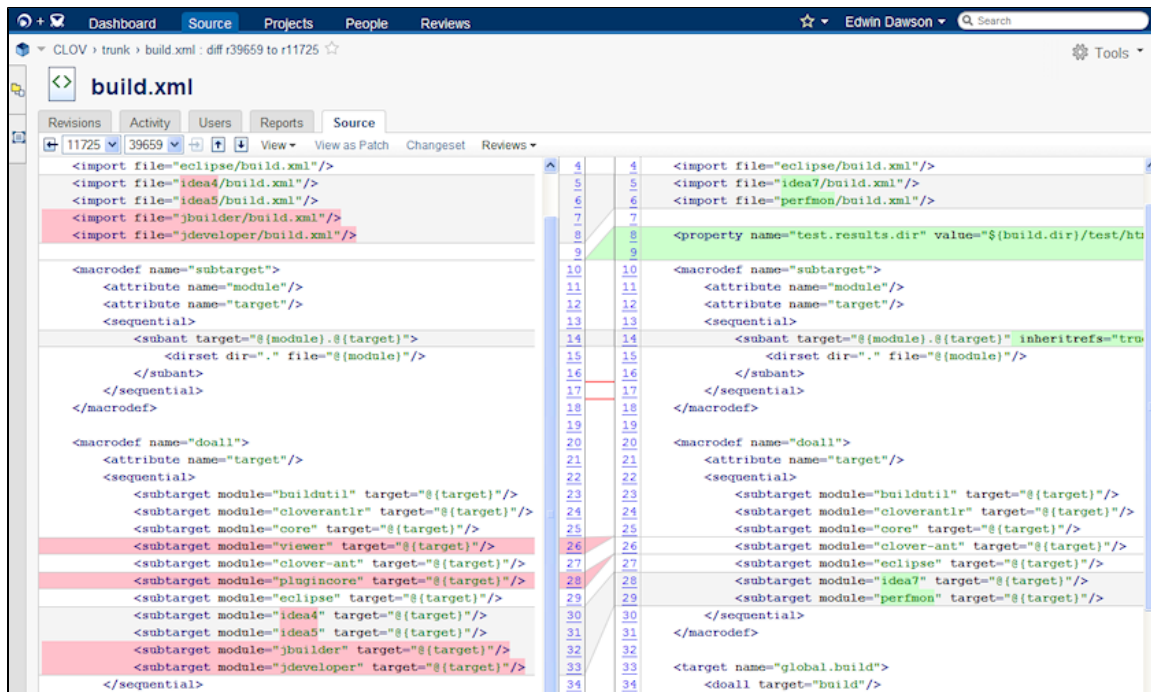 + Dashboard Source Projects People Reviews Edwin Dawson Search
CLOV › trunk › build.xml : diff r39659 to r11725 Tools
<> build.xml
Revisions Activity Users Reports Source
11725 39659 View View as Patch Changeset Reviews
<import file="eclipse/build.xml"/> 4 4 <import file="eclipse/build.xml"/>
<import file="idea4/build.xml"/> 5 5 <import file="idea7/build.xml"/>
<import file="idea5/build.xml"/> 6 6 <import file="perfmon/build.xml"/>
<import file="jbuilder/build.xml"/> 7 7
<import file="jdeveloper/build.xml"/> 8 8 <property name="test.results.dir" value="${build.dir}/test/ht
9 9
<macrodef name="subtarget"> 10 10 <macrodef name="subtarget">
<attribute name="module"/> 11 11 <attribute name="module"/>
<attribute name="target"/> 12 12 <attribute name="target"/>
<sequential> 13 13 <sequential>
<subant target="@{module}.@{target}"> 14 14 <subant target="@{module}.@{target}" inheritrefs="tru
<dirset dir="." file="@{module}"/> 15 15 <dirset dir="." file="@{module}"/>
</subant> 16 16 </subant>
</sequential> 17 17 </sequential>
</macrodef> 18 18 </macrodef>
19 19
<macrodef name="doall"> 20 20 <macrodef name="doall">
<attribute name="target"/> 21 21 <attribute name="target"/>
<sequential> 22 22 <sequential>
<subtarget module="buildutil" target="@{target}"/> 23 23 <subtarget module="buildutil" target="@{target}"/>
<subtarget module="cloverantlr" target="@{target}"/> 24 24 <subtarget module="cloverantlr" target="@{target}"/>
<subtarget module="core" target="@{target}"/> 25 25 <subtarget module="core" target="@{target}"/>
<subtarget module="viewer" target="@{target}"/> 26 26 <subtarget module="clover-ant" target="@{target}"/>
<subtarget module="clover-ant" target="@{target}"/> 27 27 <subtarget module="eclipse" target="@{target}"/>
<subtarget module="plugincore" target="@{target}"/> 28 28 <subtarget module="idea7" target="@{target}"/>
<subtarget module="eclipse" target="@{target}"/> 29 29 <subtarget module="perfmon" target="@{target}"/>
<subtarget module="idea4" target="@{target}"/> 30 30 </sequential>
<subtarget module="idea5" target="@{target}"/> 31 31 </macrodef>
<subtarget module="jbuilder" target="@{target}"/> 32 32
<subtarget module="jdeveloper" target="@{target}"/> 33 33 <target name="global.build">
</sequential> 34 34 <doall target="build"/>